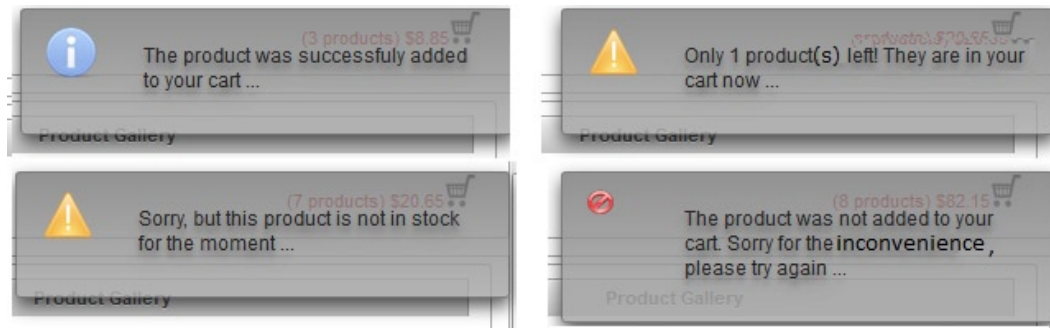 (3 products) $8.85
The product was successfuly added
to your cart ...
Product Gallery
Only 1 product(s) left! They are in your
cart now ...
Product Gallery
(7 products) $20.65
Sorry, but this product is not in stock
for the moment ...
Product Gallery
(8 products) $82.15
The product was not added to your
cart. Sorry for the inconvenience,
please try again ...
Product Gallery